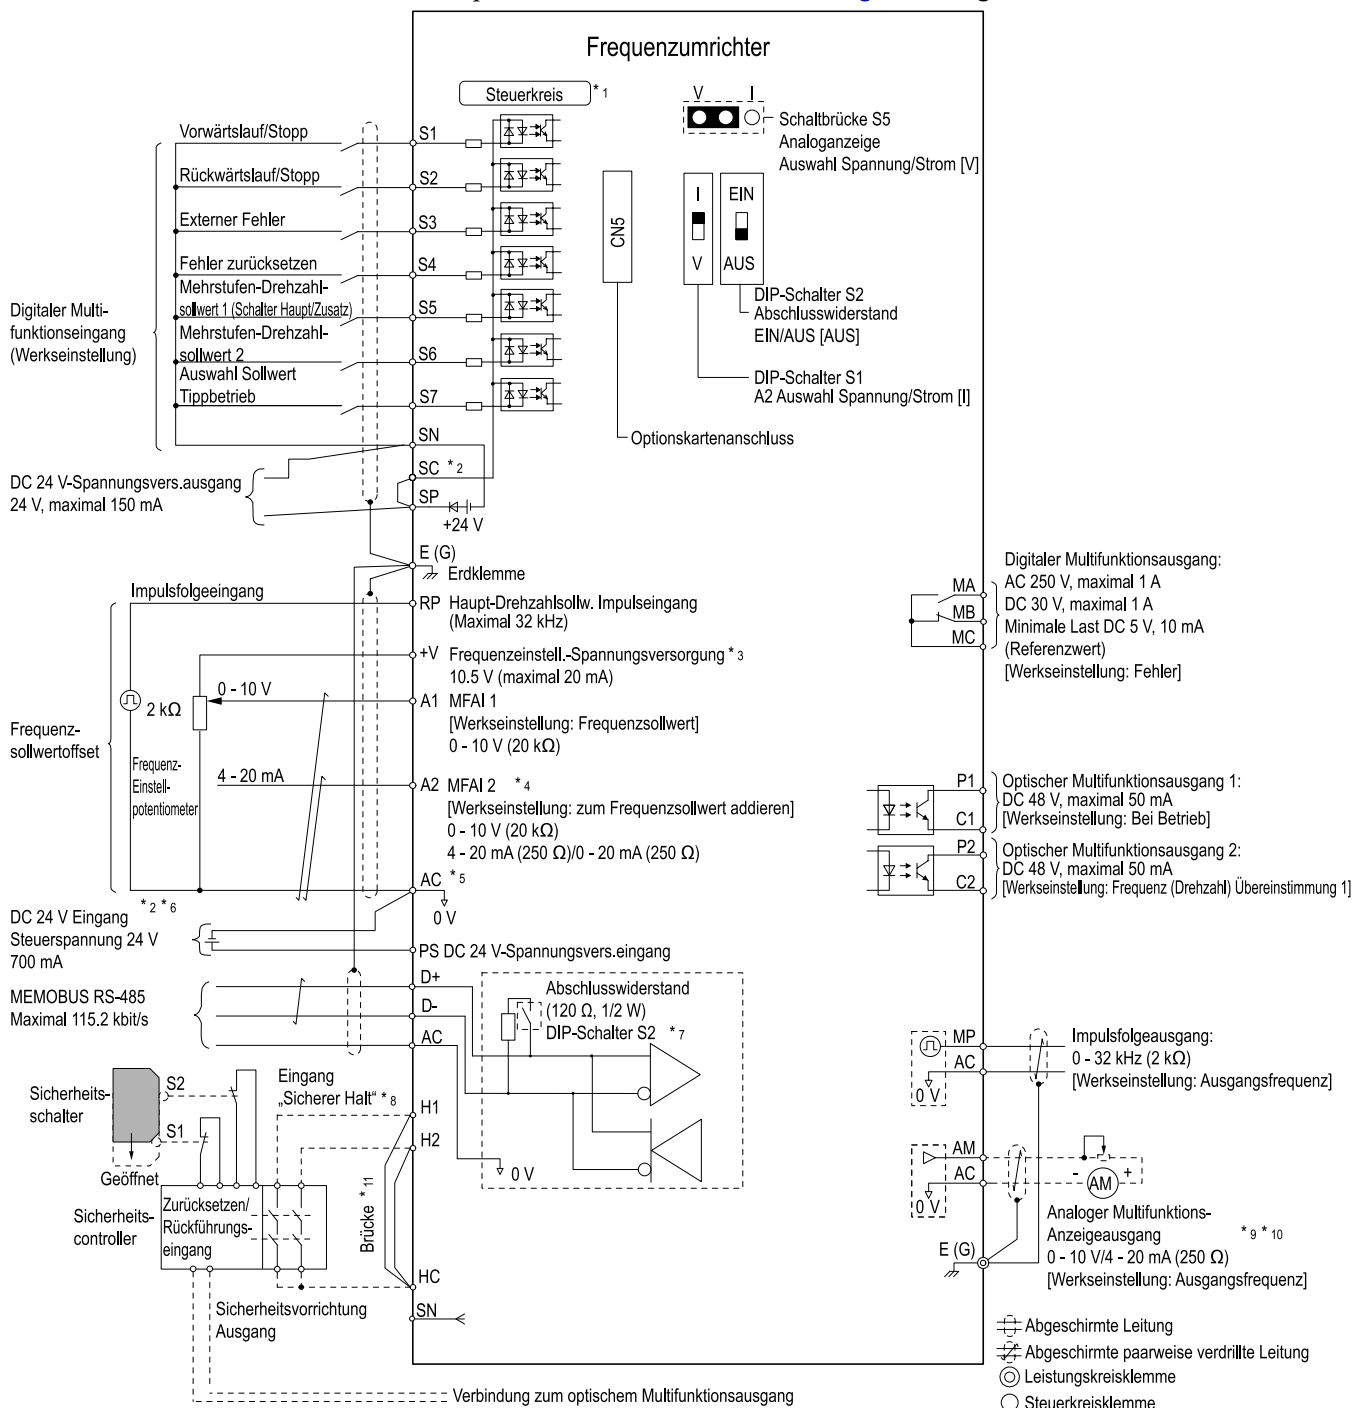 Frequenzumrichter
Steuerkreis * 1
V I
Schaltbrücke S5
Analoganzeige
Auswahl Spannung/Strom [V]
Vorwärtslauf/Stopp
S1
Rückwärtslauf/Stopp
S2
Externer Fehler
S3
Fehler zurücksetzen
S4
Mehrstufen-Drehzahl-
sollwert 1 (Schalter Haupt/Zusatz)
S5
Mehrstufen-Drehzahl-
sollwert 2
S6
Auswahl Sollwert
Tippbetrieb
S7
Digitaler Multi-
funktionseingang
(Werkseinstellung)
CN5
I
V
EIN
AUS
DIP-Schalter S2
Abschlusswiderstand
EIN/AUS [AUS]
DIP-Schalter S1
A2 Auswahl Spannung/Strom [I]
Optionskartenanschluss
SN
SC * 2
SP
+24 V
DC 24 V-Spannungsvers.ausgang
24 V, maximal 150 mA
E (G)
Erdklemme
Impulsfolgeeingang
RP Haupt-Drehzahlsollw. Impulseingang
(Maximal 32 kHz)
+V Frequenzeinstell.-Spannungsversorgung * 3
10.5 V (maximal 20 mA)
0 - 10 V
2 kΩ
A1 MFAI 1
[Werkseinstellung: Frequenzsollwert]
0 - 10 V (20 kΩ)
Frequenz-
sollwertoffset
Frequenz-
Einstell-
potentiometer
4 - 20 mA
A2 MFAI 2 * 4
[Werkseinstellung: zum Frequenzsollwert addieren]
0 - 10 V (20 kΩ)
4 - 20 mA (250 Ω)/0 - 20 mA (250 Ω)
AC * 5
0 V
* 2 * 6
DC 24 V Eingang
Steuerspannung 24 V
700 mA
PS DC 24 V-Spannungsvers.eingang
MEMOBUS RS-485
Maximal 115.2 kbit/s
D+
D-
AC
Abschlusswiderstand
(120 Ω, 1/2 W)
DIP-Schalter S2 * 7
0 V
Sicherheits-
schalter
S2
S1
Geöffnet
Eingang
„Sicherer Halt“ * 8
H1
H2
Brücke * 11
Sicherheits-
controller
Zurücksetzen/
Rückführungs-
eingang
HC
SN
Sicherheitsvorrichtung
Ausgang
Verbindung zum optischem Multifunktionsausgang
MA
MB
MC
Digitaler Multifunktionsausgang:
AC 250 V, maximal 1 A
DC 30 V, maximal 1 A
Minimale Last DC 5 V, 10 mA
(Referenzwert)
[Werkseinstellung: Fehler]
P1
C1
Optischer Multifunktionsausgang 1:
DC 48 V, maximal 50 mA
[Werkseinstellung: Bei Betrieb]
P2
C2
Optischer Multifunktionsausgang 2:
DC 48 V, maximal 50 mA
[Werkseinstellung: Frequenz (Drehzahl) Übereinstimmung 1]
MP
AC
0 V
Impulsfolgeausgang:
0 - 32 kHz (2 kΩ)
[Werkseinstellung: Ausgangsfrequenz]
AM
AC
0 V
- AM +
E (G)
Analoger Multifunktions-
Anzeigeausgang * 9 * 10
0 - 10 V/4 - 20 mA (250 Ω)
[Werkseinstellung: Ausgangsfrequenz]
Abgeschirmte Leitung
Abgeschirmte paarweise verdrillte Leitung
Leistungskreisklemme
Steuerkreisklemme